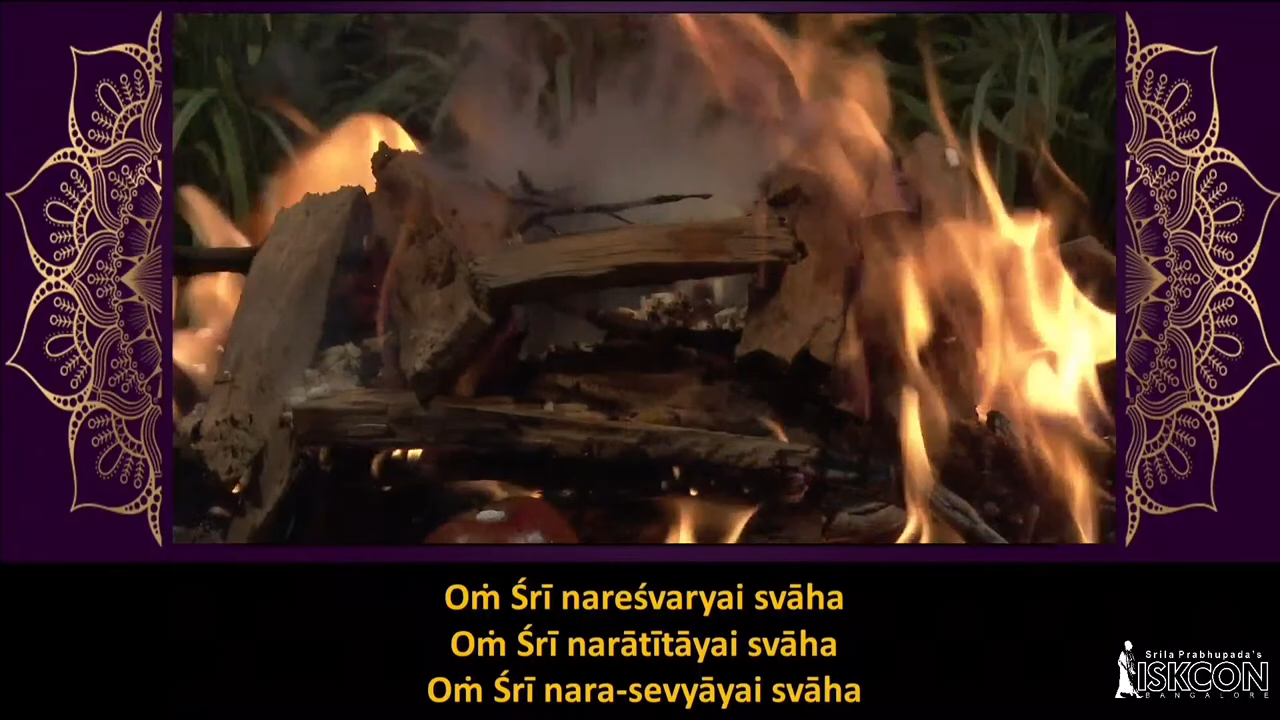 Oṁ Śrī nareśvaryai svāha
Oṁ Śrī narātītāyai svāha
Oṁ Śrī nara-sevyāyai svāha
Srila Prabhupada's
ISKCON
BANGALORE